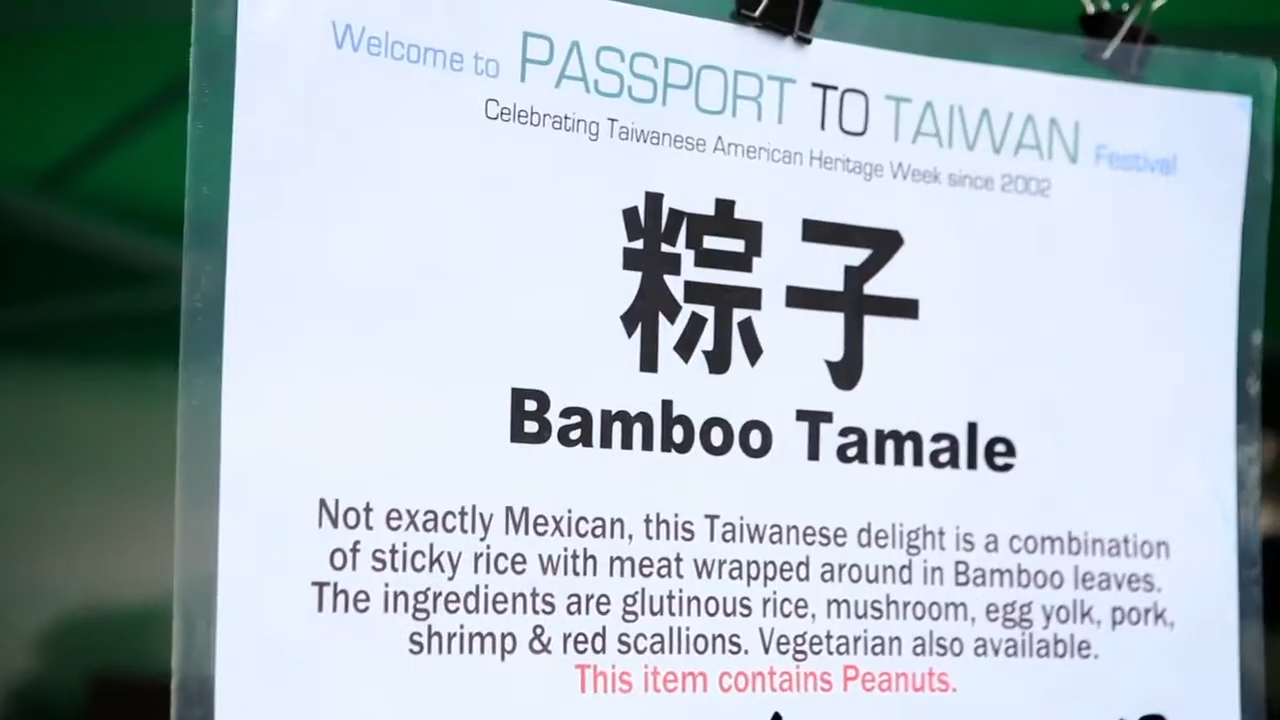 Welcome to PASSPORT TO TAIWAN Festival
Celebrating Taiwanese American Heritage Week since 2002
粽子
Bamboo Tamale
Not exactly Mexican, this Taiwanese delight is a combination
of sticky rice with meat wrapped around in Bamboo leaves.
The ingredients are glutinous rice, mushroom, egg yolk, pork,
shrimp & red scallions. Vegetarian also available.
This item contains Peanuts.